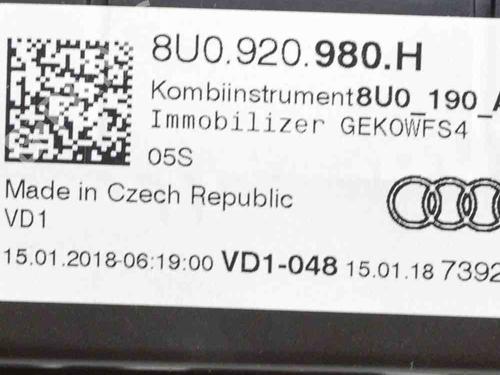 8U0.920.980.H
Kombiinstrument8U0_190_A
Immobilizer GEKOWFS4
05S
Made in Czech Republic
VD1
15.01.2018-06:19:00 VD1-048 15.01.18 7392